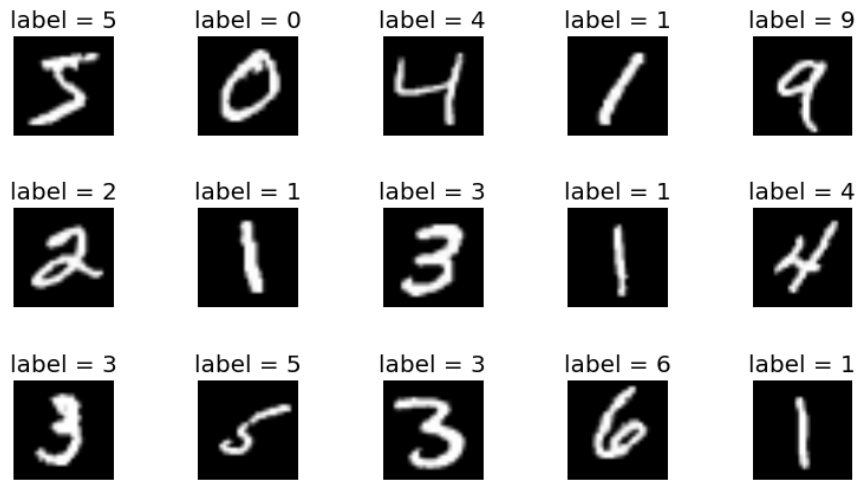 label = 5 label = 0 label = 4 label = 1 label = 9
5 0 4 1 9
label = 2 label = 1 label = 3 label = 1 label = 4
2 1 3 1 4
label = 3 label = 5 label = 3 label = 6 label = 1
3 5 3 6 1